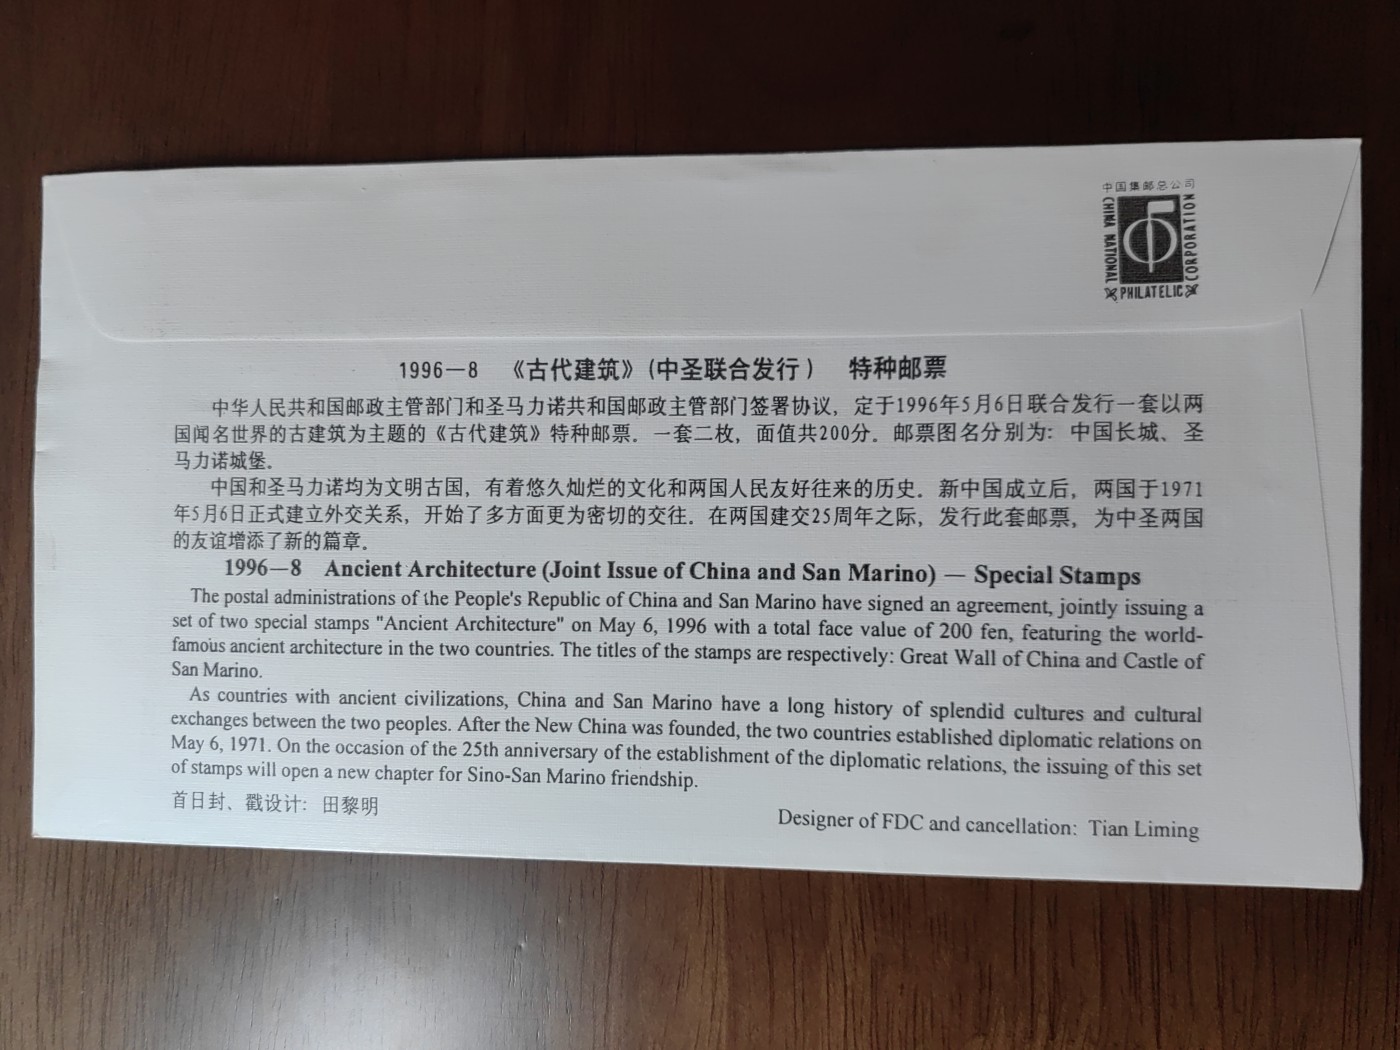 中国集邮总公司
CHINA NATIONAL
PHILATELIC
CORPORATION
1996—8 《古代建筑》(中圣联合发行) 特种邮票
中华人民共和国邮政主管部门和圣马力诺共和国邮政主管部门签署协议，定于1996年5月6日联合发行一套以两
国闻名世界的古建筑为主题的《古代建筑》特种邮票．一套二枚，面值共200分．邮票图名分别为：中国长城、圣
马力诺城堡．
中国和圣马力诺均为文明古国，有着悠久灿烂的文化和两国人民友好往来的历史．新中国成立后，两国于1971
年5月6日正式建立外交关系，开始了多方面更为密切的交往．在两国建交25周年之际，发行此套邮票，为中圣两国
的友谊增添了新的篇章．
1996—8 Ancient Architecture (Joint Issue of China and San Marino) — Special Stamps
The postal administrations of the People's Republic of China and San Marino have signed an agreement, jointly issuing a
set of two special stamps "Ancient Architecture" on May 6, 1996 with a total face value of 200 fen, featuring the world-
famous ancient architecture in the two countries. The titles of the stamps are respectively: Great Wall of China and Castle of
San Marino.
As countries with ancient civilizations, China and San Marino have a long history of splendid cultures and cultural
exchanges between the two peoples. After the New China was founded, the two countries established diplomatic relations on
May 6, 1971. On the occasion of the 25th anniversary of the establishment of the diplomatic relations, the issuing of this set
of stamps will open a new chapter for Sino-San Marino friendship.
首日封、戳设计：田黎明
Designer of FDC and cancellation: Tian Liming